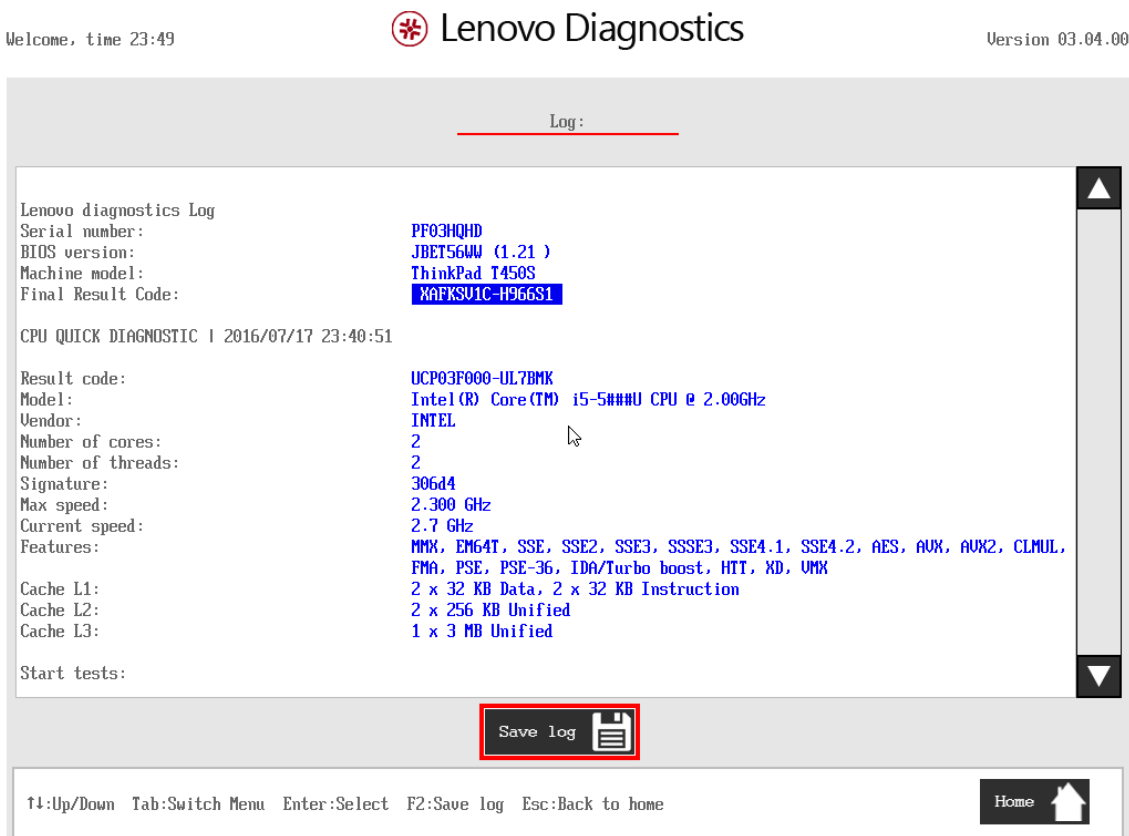 Welcome, time 23:49
Lenovo Diagnostics
Version 03.04.00
Log:
Lenovo diagnostics Log
Serial number: PF03HQHD
BIOS version: JBET56WW (1.21 )
Machine model: ThinkPad T450S
Final Result Code: XAFKSV1C-H966S1
CPU QUICK DIAGNOSTIC | 2016/07/17 23:40:51
Result code: UCP03F000-UL7BMK
Model: Intel(R) Core(TM) i5-5###U CPU @ 2.00GHz
Vendor: INTEL
Number of cores: 2
Number of threads: 2
Signature: 306d4
Max speed: 2.300 GHz
Current speed: 2.7 GHz
Features: MMX, EM64T, SSE, SSE2, SSE3, SSSE3, SSE4.1, SSE4.2, AES, AVX, AVX2, CLMUL,
FMA, PSE, PSE-36, IDA/Turbo boost, HTT, XD, VMX
Cache L1: 2 x 32 KB Data, 2 x 32 KB Instruction
Cache L2: 2 x 256 KB Unified
Cache L3: 1 x 3 MB Unified
Start tests:
Save log
↑↓:Up/Down Tab:Switch Menu Enter:Select F2:Save log Esc:Back to home
Home